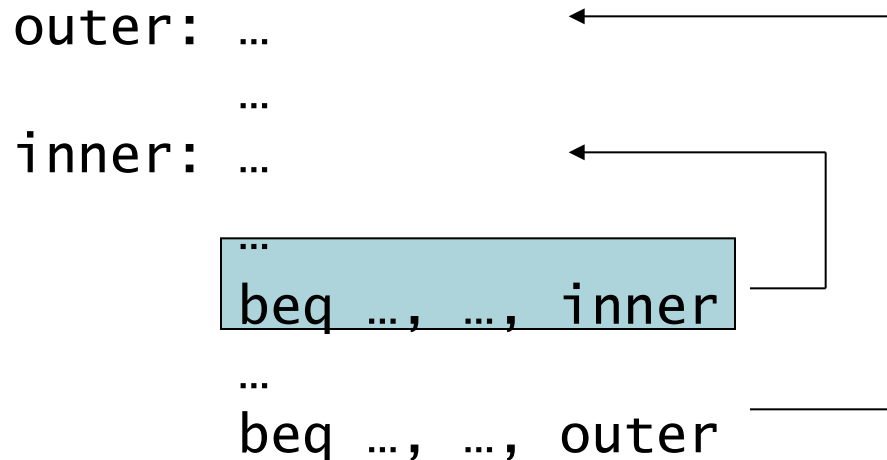 outer: …
…
inner: …
…
beq …, …, inner
…
beq …, …, outer